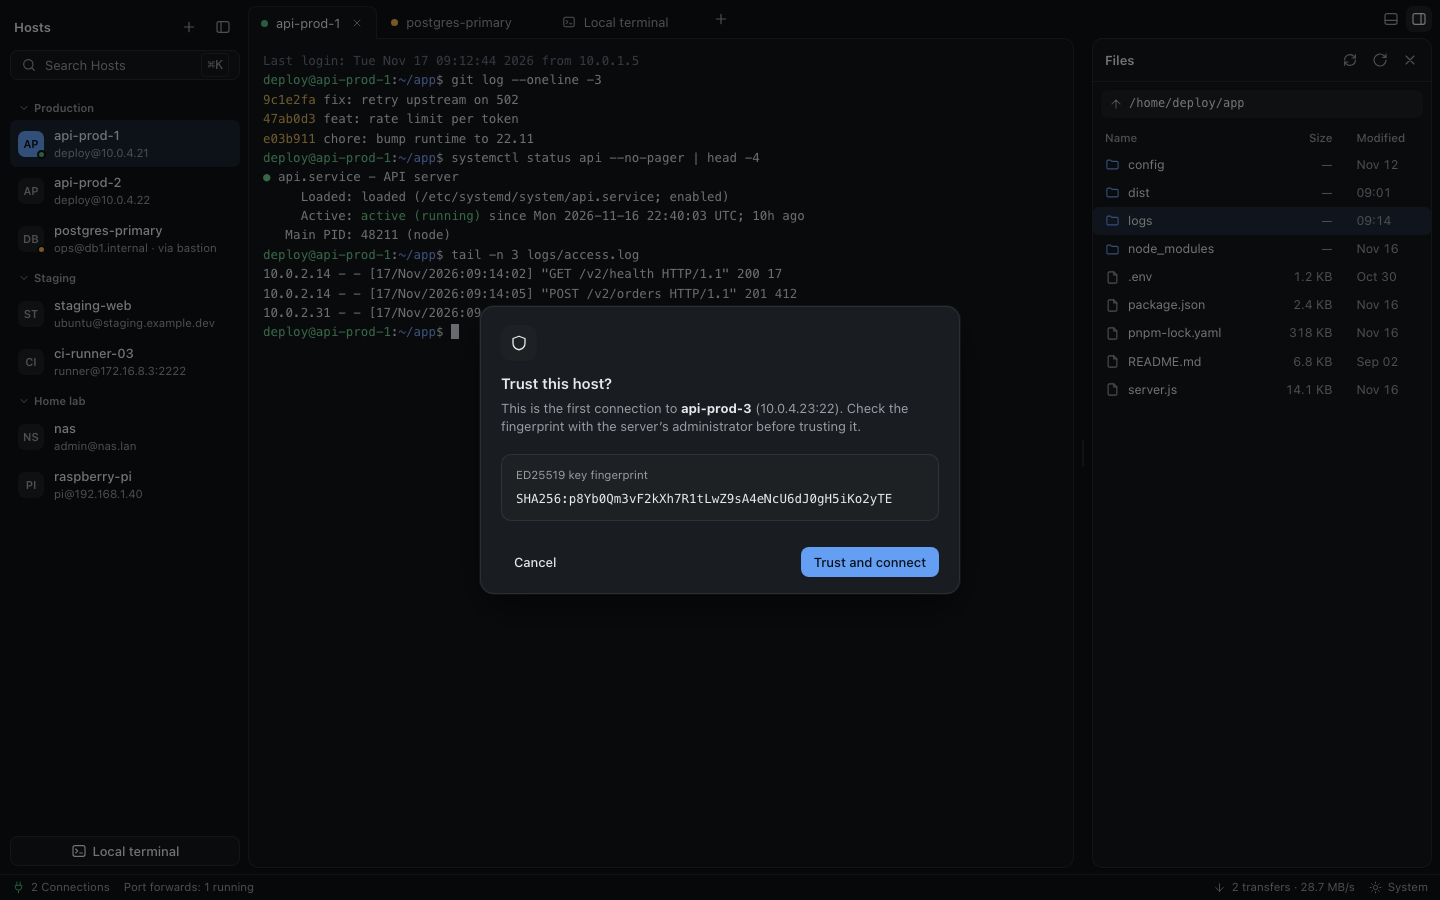 Hosts
Search Hosts
⌘K
Production
AP
api-prod-1
deploy@10.0.4.21
AP
api-prod-2
deploy@10.0.4.22
DB
postgres-primary
ops@db1.internal · via bastion
Staging
ST
staging-web
ubuntu@staging.example.dev
CI
ci-runner-03
runner@172.16.8.3:2222
Home lab
NS
nas
admin@nas.lan
PI
raspberry-pi
pi@192.168.1.40
Local terminal
api-prod-1
postgres-primary
Local terminal
Last login: Tue Nov 17 09:12:44 2026 from 10.0.1.5
deploy@api-prod-1:~/app$ git log --oneline -3
9c1e2fa fix: retry upstream on 502
47ab0d3 feat: rate limit per token
e03b911 chore: bump runtime to 22.11
deploy@api-prod-1:~/app$ systemctl status api --no-pager | head -4
● api.service - API server
Loaded: loaded (/etc/systemd/system/api.service; enabled)
Active: active (running) since Mon 2026-11-16 22:40:03 UTC; 10h ago
Main PID: 48211 (node)
deploy@api-prod-1:~/app$ tail -n 3 logs/access.log
10.0.2.14 - - [17/Nov/2026:09:14:02] "GET /v2/health HTTP/1.1" 200 17
10.0.2.14 - - [17/Nov/2026:09:14:05] "POST /v2/orders HTTP/1.1" 201 412
10.0.2.31 - - [17/Nov/2026:09
deploy@api-prod-1:~/app$
Trust this host?
This is the first connection to api-prod-3 (10.0.4.23:22). Check the
fingerprint with the server's administrator before trusting it.
ED25519 key fingerprint
SHA256:p8Yb0Qm3vF2kXh7R1tLwZ9sA4eNcU6dJ0gH5iKo2yTE
Cancel
Trust and connect
Files
/home/deploy/app
Name Size Modified
config — Nov 12
dist — 09:01
logs — 09:14
node_modules — Nov 16
.env 1.2 KB Oct 30
package.json 2.4 KB Nov 16
pnpm-lock.yaml 318 KB Nov 16
README.md 6.8 KB Sep 02
server.js 14.1 KB Nov 16
2 Connections
Port forwards: 1 running
2 transfers · 28.7 MB/s
System